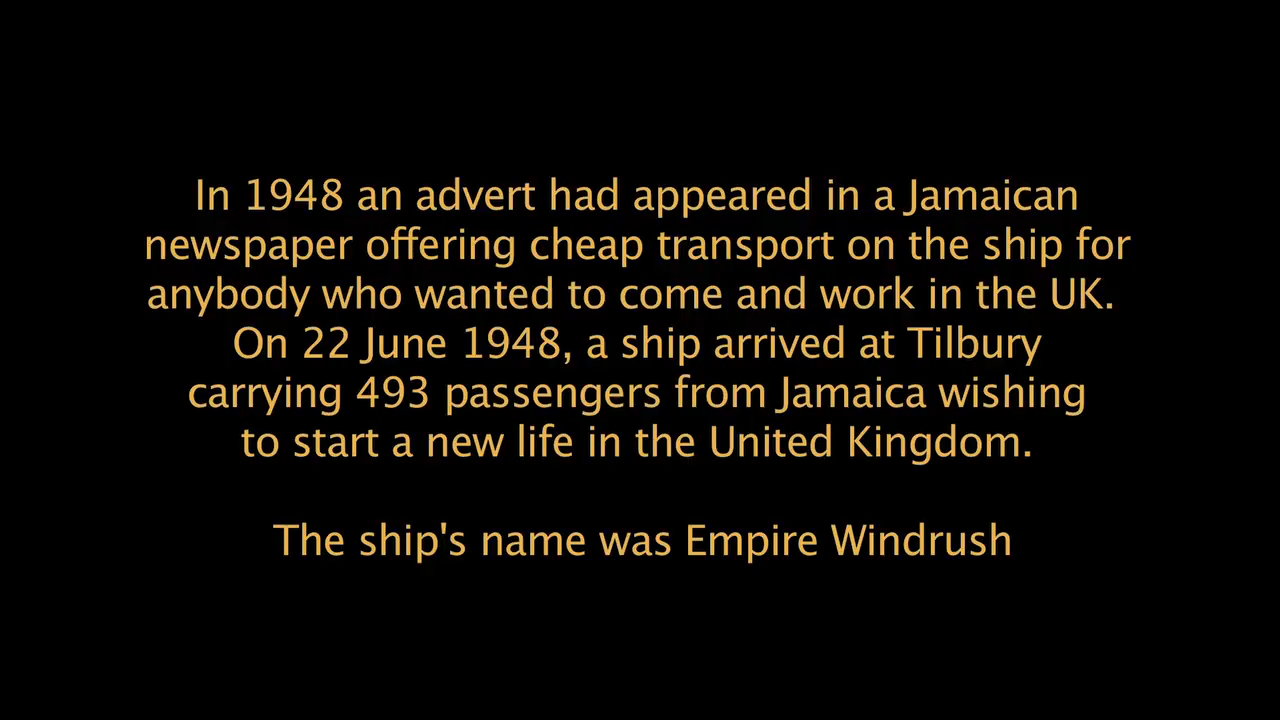 In 1948 an advert had appeared in a Jamaican
newspaper offering cheap transport on the ship for
anybody who wanted to come and work in the UK.
On 22 June 1948, a ship arrived at Tilbury
carrying 493 passengers from Jamaica wishing
to start a new life in the United Kingdom.
The ship's name was Empire Windrush